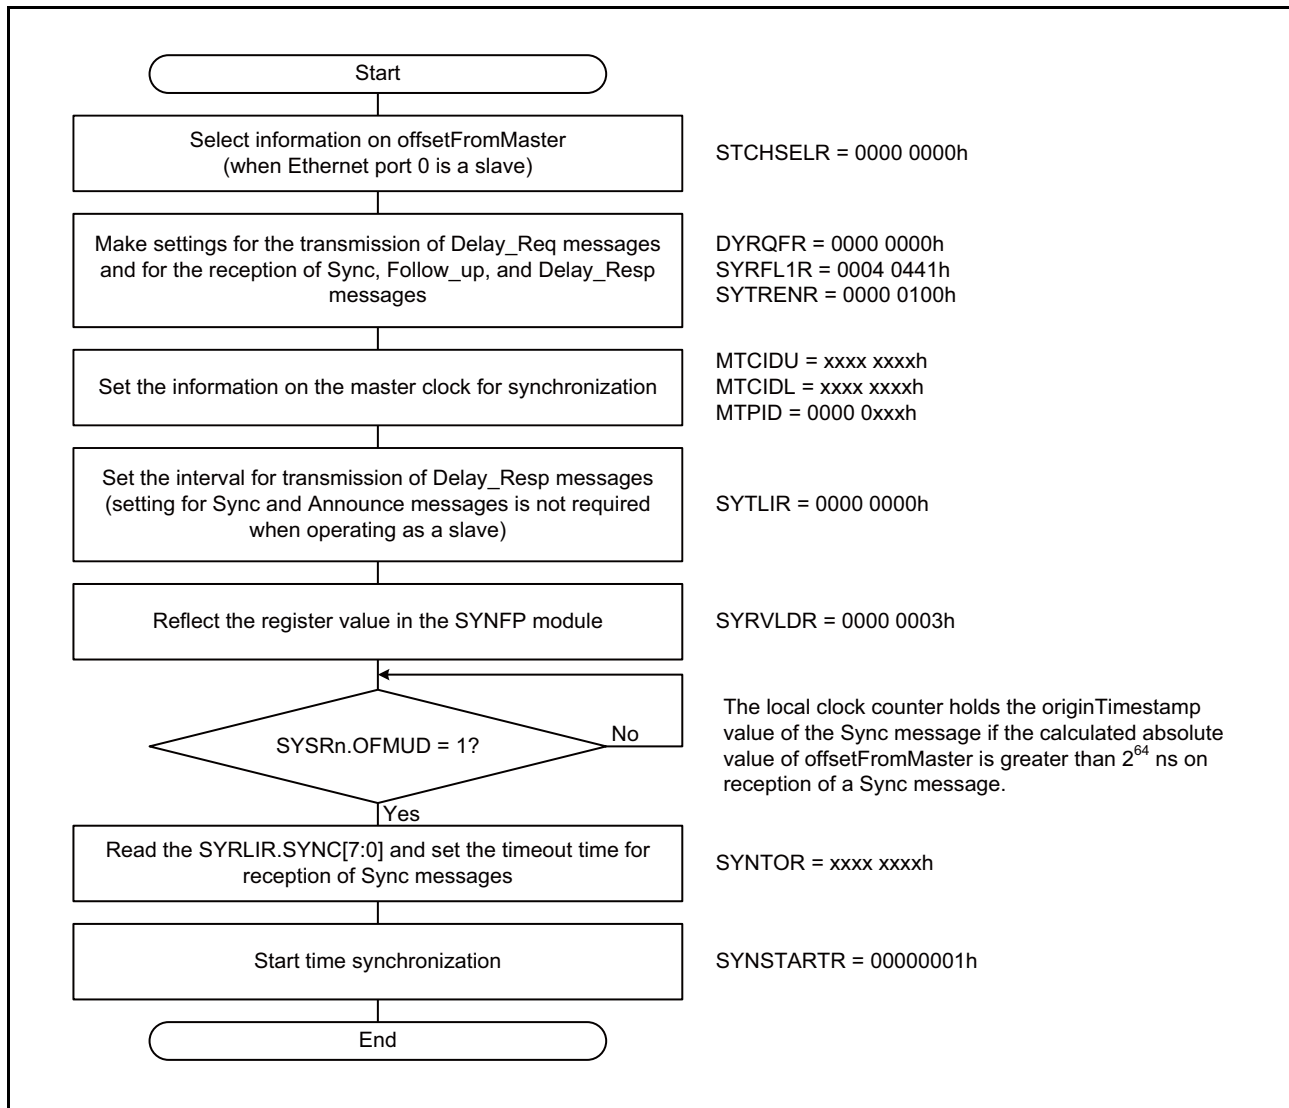 Start
Select information on offsetFromMaster
(when Ethernet port 0 is a slave)
STCHSELR = 0000 0000h
Make settings for the transmission of Delay_Req messages
and for the reception of Sync, Follow_up, and Delay_Resp
messages
DYRQFR = 0000 0000h
SYRFL1R = 0004 0441h
SYTRENR = 0000 0100h
Set the information on the master clock for synchronization
MTCIDU = xxxx xxxxh
MTCIDL = xxxx xxxxh
MTPID = 0000 0xxxh
Set the interval for transmission of Delay_Resp messages
(setting for Sync and Announce messages is not required
when operating as a slave)
SYTLIR = 0000 0000h
Reflect the register value in the SYNFP module
SYRVLDR = 0000 0003h
SYSRn.OFMUD = 1?
No
Yes
The local clock counter holds the originTimestamp
value of the Sync message if the calculated absolute
value of offsetFromMaster is greater than 2^64 ns on
reception of a Sync message.
Read the SYRLIR.SYNC[7:0] and set the timeout time for
reception of Sync messages
SYNTOR = xxxx xxxxh
Start time synchronization
SYNSTARTR = 00000001h
End